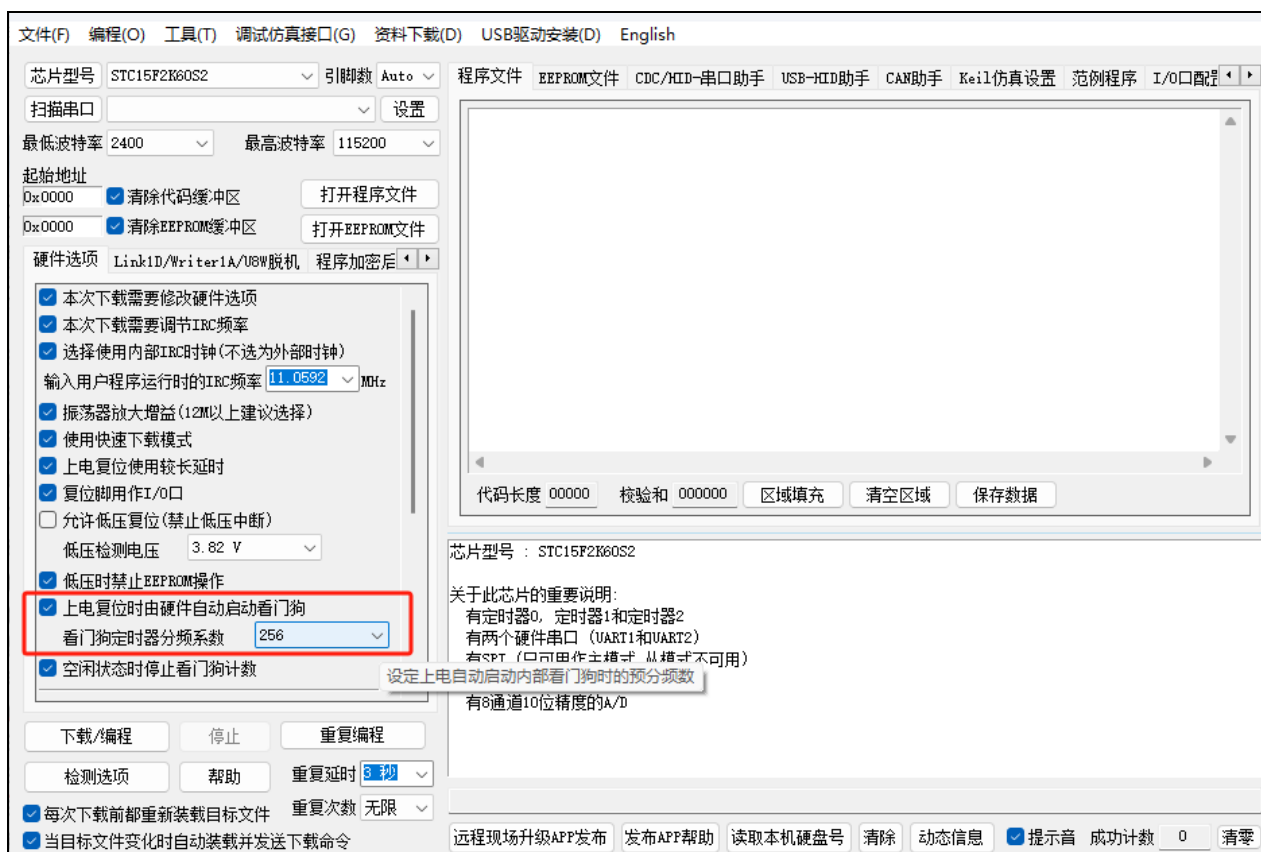 文件(F) 编程(O) 工具(T) 调试仿真接口(G) 资料下载(D) USB驱动安装(D) English
芯片型号 STC15F2K60S2 引脚数 Auto
扫描串口 设置
最低波特率 2400 最高波特率 115200
起始地址
0x0000 清除代码缓冲区 打开程序文件
0x0000 清除EEPROM缓冲区 打开EEPROM文件
硬件选项 Link1D/Writer1A/U8W脱机 程序加密后
本次下载需要修改硬件选项
本次下载需要调节IRC频率
选择使用内部IRC时钟(不选为外部时钟)
输入用户程序运行时的IRC频率 11.0592 MHz
振荡器放大增益(12M以上建议选择)
使用快速下载模式
上电复位使用较长延时
复位脚用作I/O口
允许低压复位(禁止低压中断)
低压检测电压 3.82 V
低压时禁止EEPROM操作
上电复位时由硬件自动启动看门狗
看门狗定时器分频系数 256
空闲状态时停止看门狗计数
下载/编程 停止 重复编程
检测选项 帮助 重复延时 3 秒
每次下载前都重新装载目标文件 重复次数 无限
当目标文件变化时自动装载并发送下载命令
程序文件 EEPROM文件 CDC/HID-串口助手 USB-HID助手 CAN助手 Keil仿真设置 范例程序 I/O口配
代码长度 00000 校验和 000000 区域填充 清空区域 保存数据
芯片型号 : STC15F2K60S2
关于此芯片的重要说明:
有定时器0, 定时器1和定时器2
有两个硬件串口 (UART1和UART2)
有SPI (只可用作主模式,从模式不可用)
设定上电自动启动内部看门狗时的预分频数
有8通道10位精度的A/D
远程现场升级APP发布 发布APP帮助 读取本机硬盘号 清除 动态信息 提示音 成功计数 0 清零